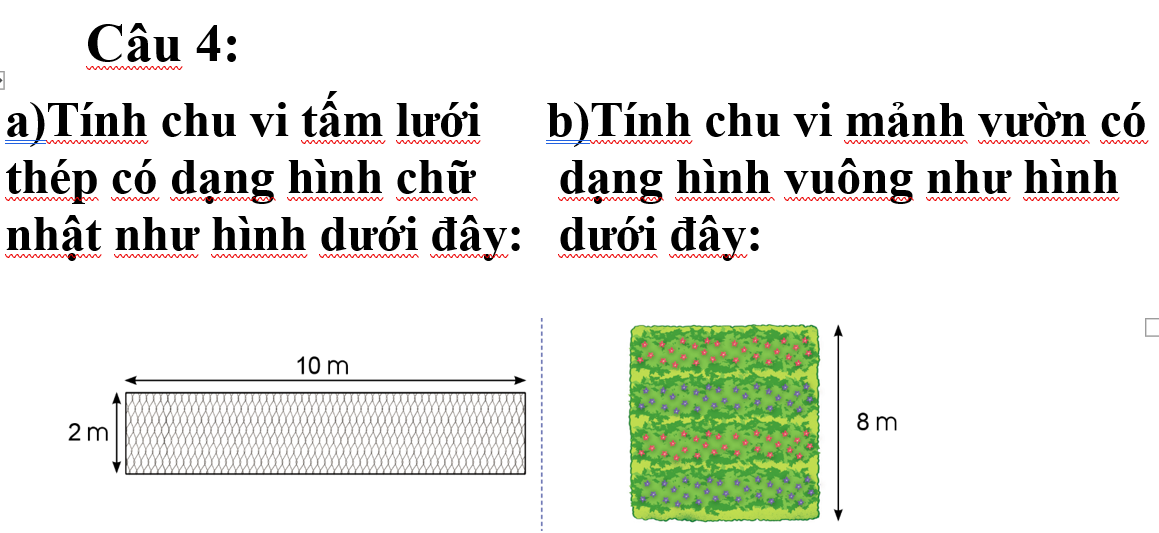 Câu 4:
a)Tính chu vi tấm lưới
thép có dạng hình chữ
nhật như hình dưới đây:
b)Tính chu vi mảnh vườn có
dạng hình vuông như hình
dưới đây:
10 m
2 m
8 m